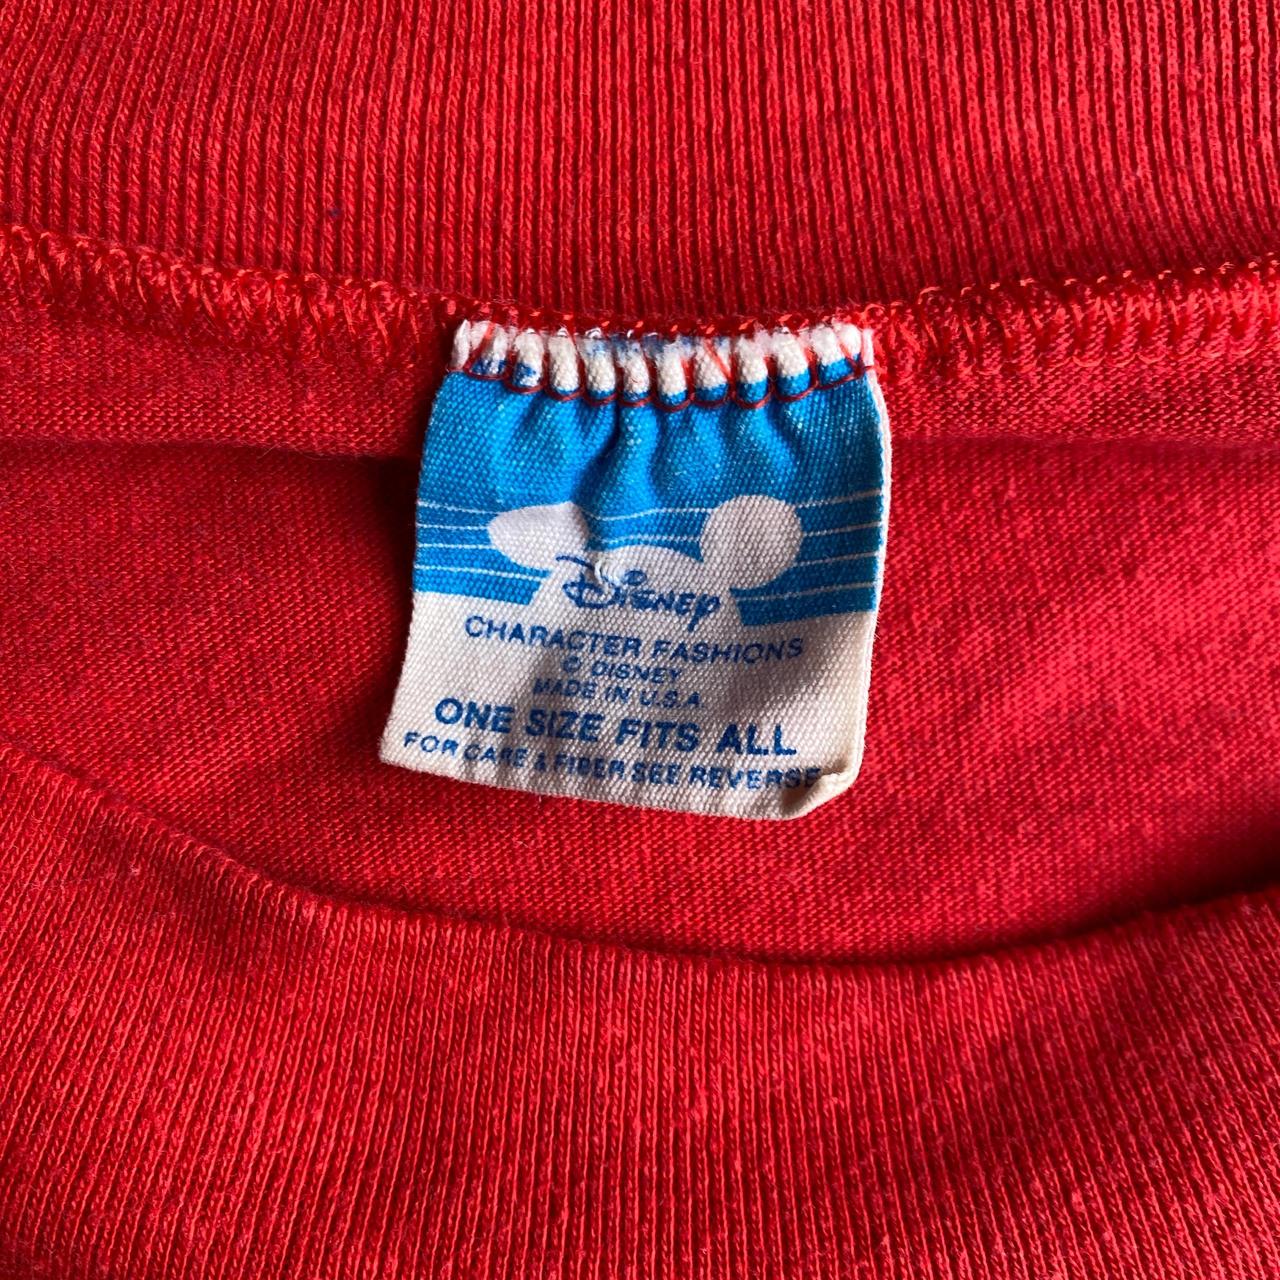 Disney
CHARACTER FASHIONS
© DISNEY
MADE IN U.S.A
ONE SIZE FITS ALL
FOR CARE & FIBER SEE REVERSE